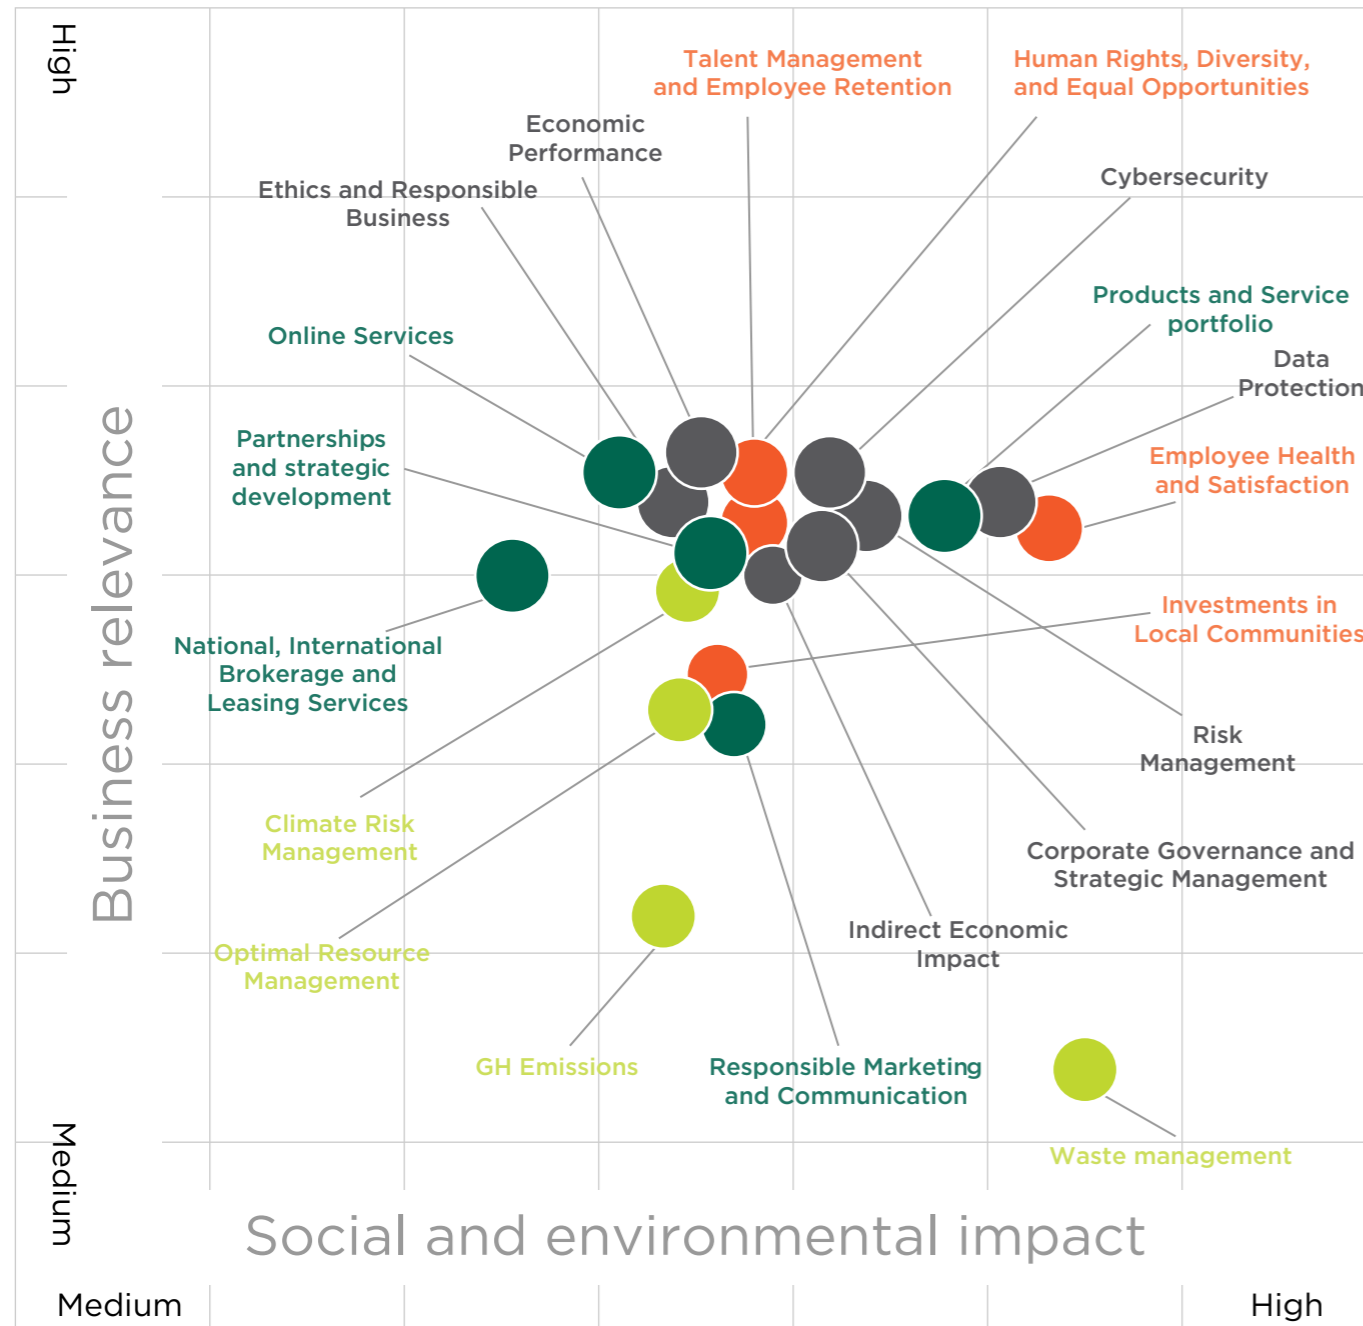 High
Talent Management
and Employee Retention
Human Rights, Diversity,
and Equal Opportunities
Economic
Performance
Cybersecurity
Ethics and Responsible
Business
Products and Service
portfolio
Online Services
Data
Protection
Partnerships
and strategic
development
Employee Health
and Satisfaction
Business relevance
National, International
Brokerage and
Leasing Services
Investments in
Local Communities
Risk
Management
Climate Risk
Management
Corporate Governance and
Strategic Management
Indirect Economic
Impact
Optimal Resource
Management
GH Emissions
Responsible Marketing
and Communication
Waste management
Medium
Social and environmental impact
Medium
High